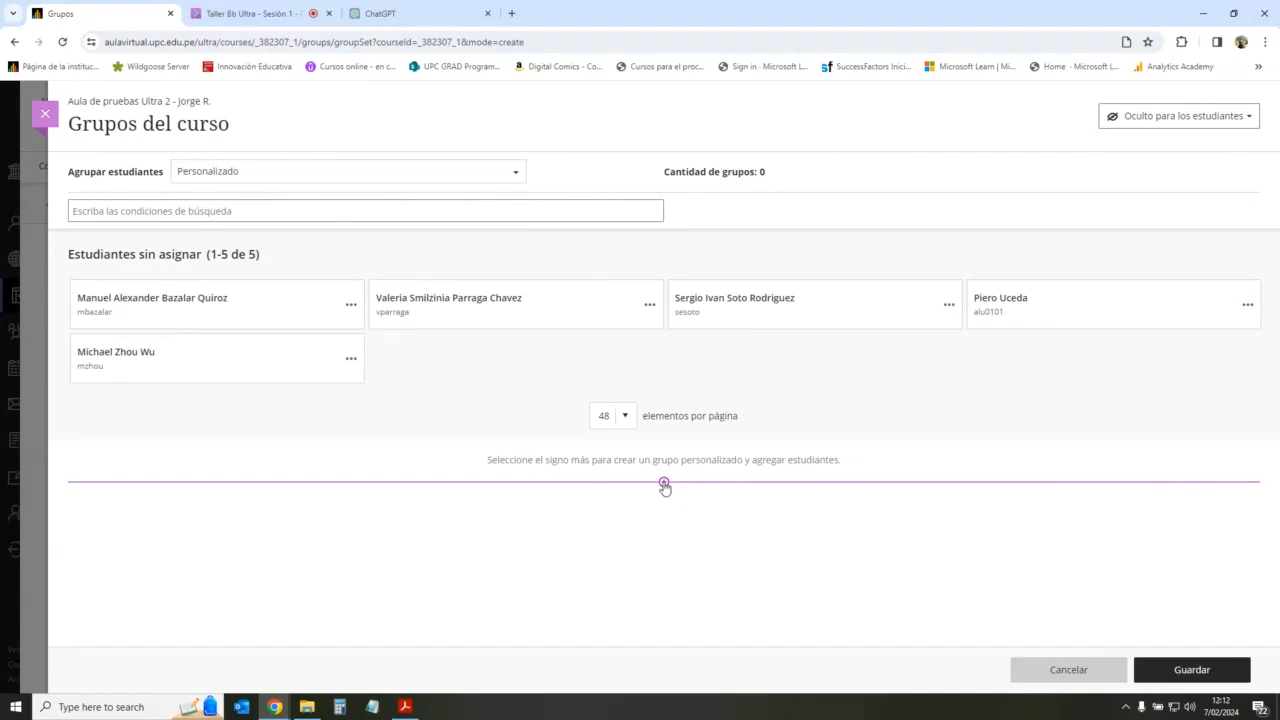 Grupos
Taller Bb Ultra - Sesión 1 -
ChatGPT
aulavirtual.upc.edu.pe/ultra/courses/_382307_1/groups/groupSet?courseId=_382307_1&mode=create
Página de la instituc...
Wildgoose Server
Innovación Educativa
Cursos online - en c...
UPC GRAD Program...
Digital Comics - Co...
Cursos para el proc...
Sign in · Microsoft L...
SuccessFactors Inici...
Microsoft Learn | Mi...
Home · Microsoft L...
Analytics Academy
Aula de pruebas Ultra 2 - Jorge R.
Grupos del curso
Oculto para los estudiantes
Agrupar estudiantes
Personalizado
Cantidad de grupos: 0
Escriba las condiciones de búsqueda
Estudiantes sin asignar (1-5 de 5)
Manuel Alexander Bazalar Quiroz
mbazalar
Valeria Smilzinia Parraga Chavez
vparraga
Sergio Ivan Soto Rodriguez
sesoto
Piero Uceda
alu0101
Michael Zhou Wu
mzhou
48
elementos por página
Seleccione el signo más para crear un grupo personalizado y agregar estudiantes.
Cancelar
Guardar
Type here to search
12:12
7/02/2024
22